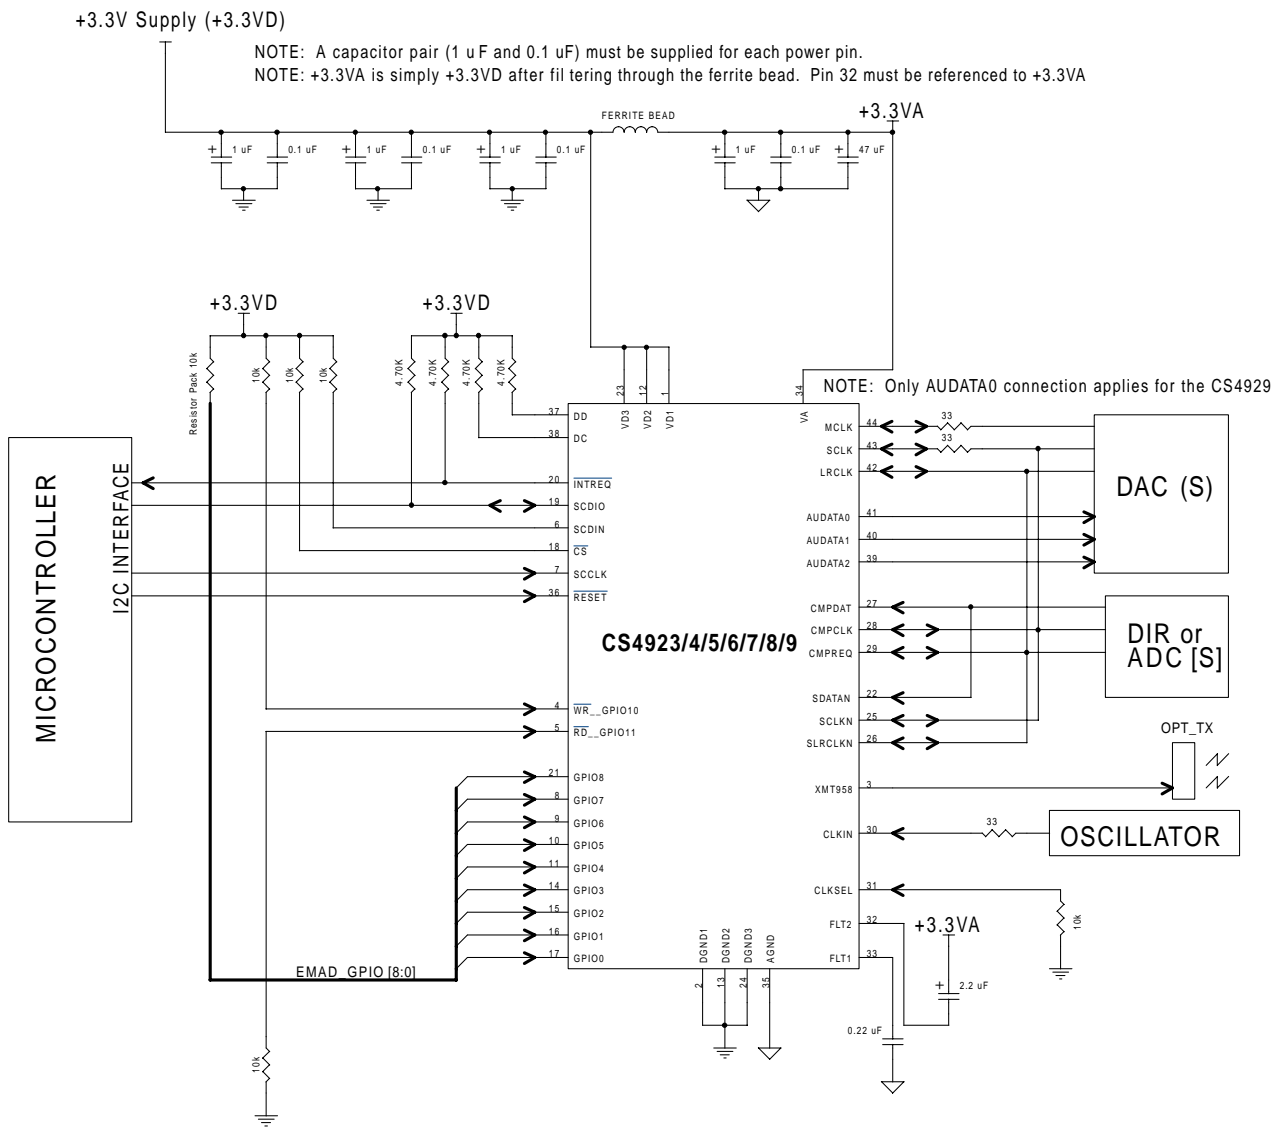 +3.3V Supply (+3.3VD)
NOTE: A capacitor pair (1 uF and 0.1 uF) must be supplied for each power pin.
NOTE: +3.3VA is simply +3.3VD after fil tering through the ferrite bead. Pin 32 must be referenced to +3.3VA
+3.3VA
FERRITE BEAD
+ 1 uF 0.1 uF + 1 uF 0.1 uF + 1 uF 0.1 uF + 1 uF 0.1 uF + 47 uF
+3.3VD +3.3VD
Resistor Pack 10k
10k
10k
10k
4.70K
4.70K
4.70K
4.70K
23 12 1 34
VD3 VD2 VD1 VA
NOTE: Only AUDATA0 connection applies for the CS4929
MICROCONTROLLER
I2C INTERFACE
37 DD
38 DC
20 INTREQ
19 SCDIO
6 SCDIN
18 CS
7 SCCLK
36 RESET
CS4923/4/5/6/7/8/9
4 WR__GPIO10
5 RD__GPIO11
21 GPIO8
8 GPIO7
9 GPIO6
10 GPIO5
11 GPIO4
14 GPIO3
15 GPIO2
16 GPIO1
17 GPIO0
EMAD_GPIO[8:0]
10k
MCLK 44 33
SCLK 43 33
LRCLK 42
AUDATA0 41
AUDATA1 40
AUDATA2 39
DAC (S)
CMPDAT 27
CMPCLK 28
CMPREQ 29
DIR or
ADC [S]
SDATAN 22
SCLKN 25
SLRCLKN 26
OPT_TX
XMT958 3
CLKIN 30 33
OSCILLATOR
CLKSEL 31
10k
FLT2 32
+3.3VA
FLT1 33
+ 2.2 uF
0.22 uF
DGND1 DGND2 DGND3 AGND
2 13 24 35